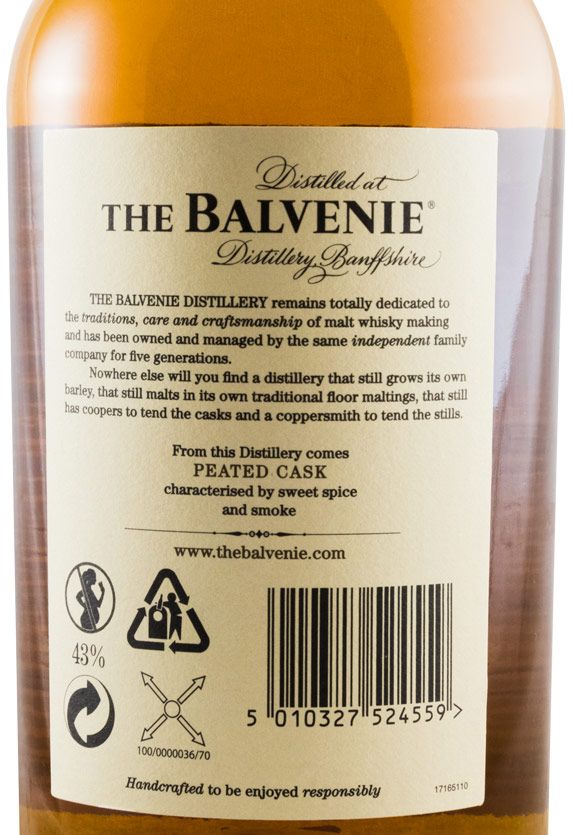 Distilled at
THE BALVENIE®
Distillery, Banffshire
THE BALVENIE DISTILLERY remains totally dedicated to
the traditions, care and craftsmanship of malt whisky making
and has been owned and managed by the same independent family
company for five generations.
Nowhere else will you find a distillery that still grows its own
barley, that still malts in its own traditional floor maltings, that still
has coopers to tend the casks and a coppersmith to tend the stills.
From this Distillery comes
PEATED CASK
characterised by sweet spice
and smoke
www.thebalvenie.com
43%
100/0000036/70
5 010327 524559 >
Handcrafted to be enjoyed responsibly
17165110